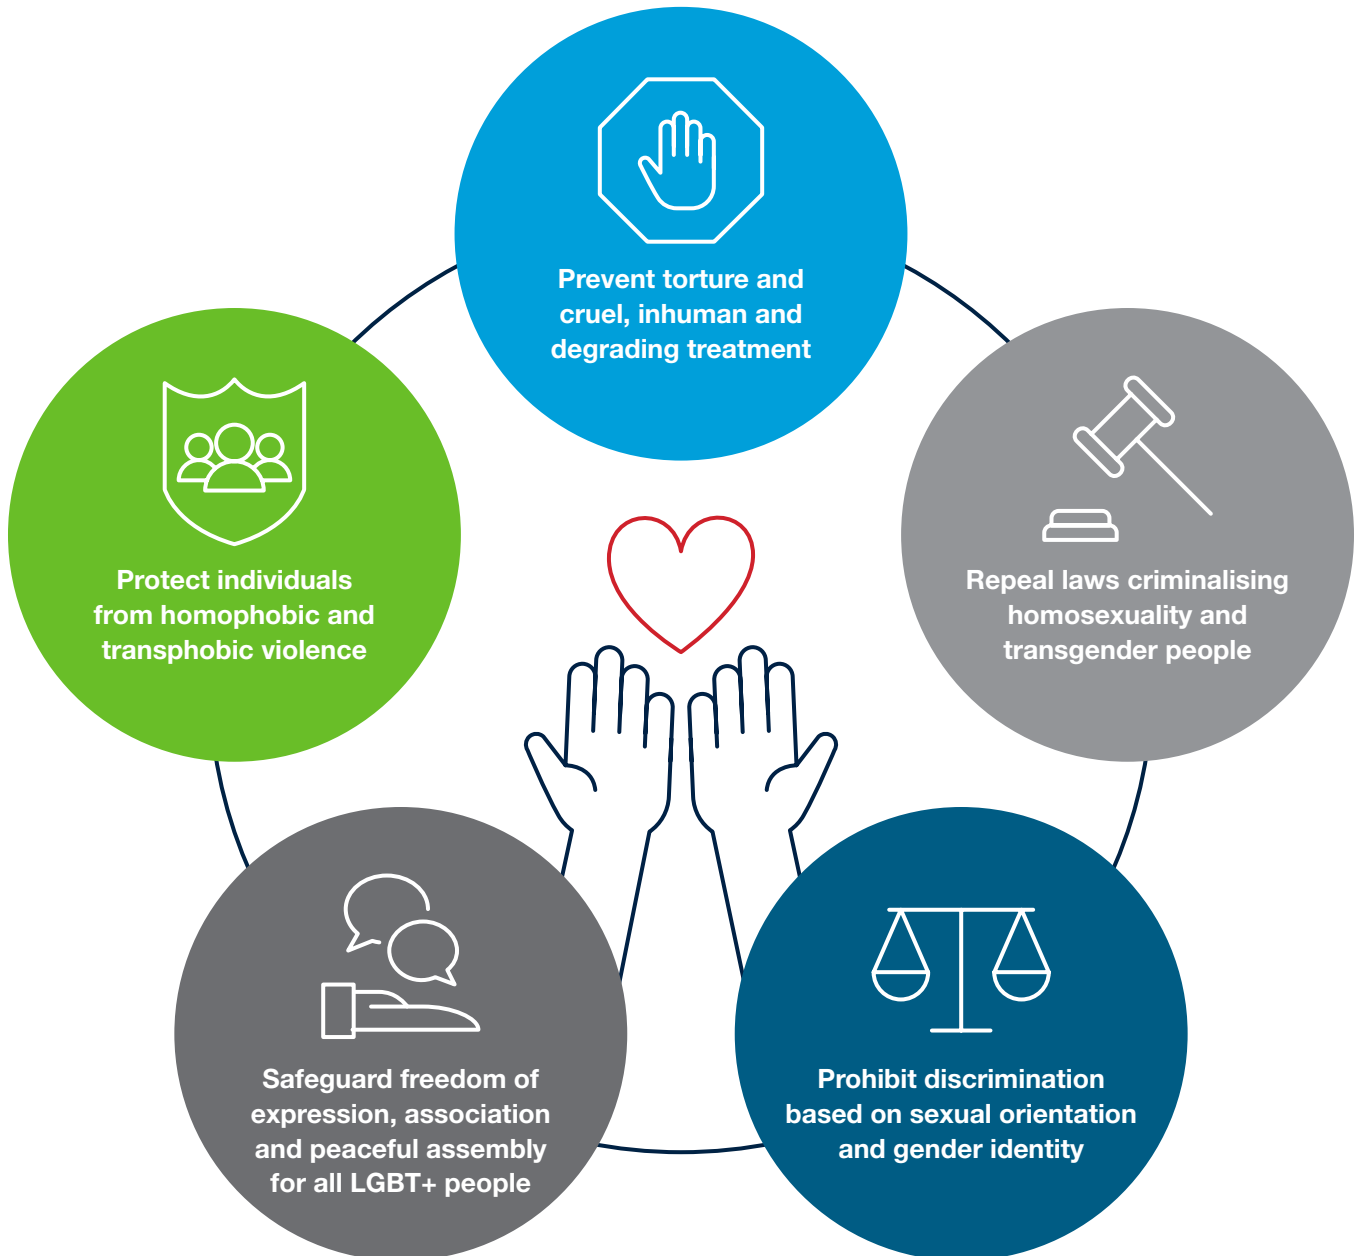 Prevent torture and
cruel, inhuman and
degrading treatment
Protect individuals
from homophobic and
transphobic violence
Repeal laws criminalising
homosexuality and
transgender people
Safeguard freedom of
expression, association
and peaceful assembly
for all LGBT+ people
Prohibit discrimination
based on sexual orientation
and gender identity